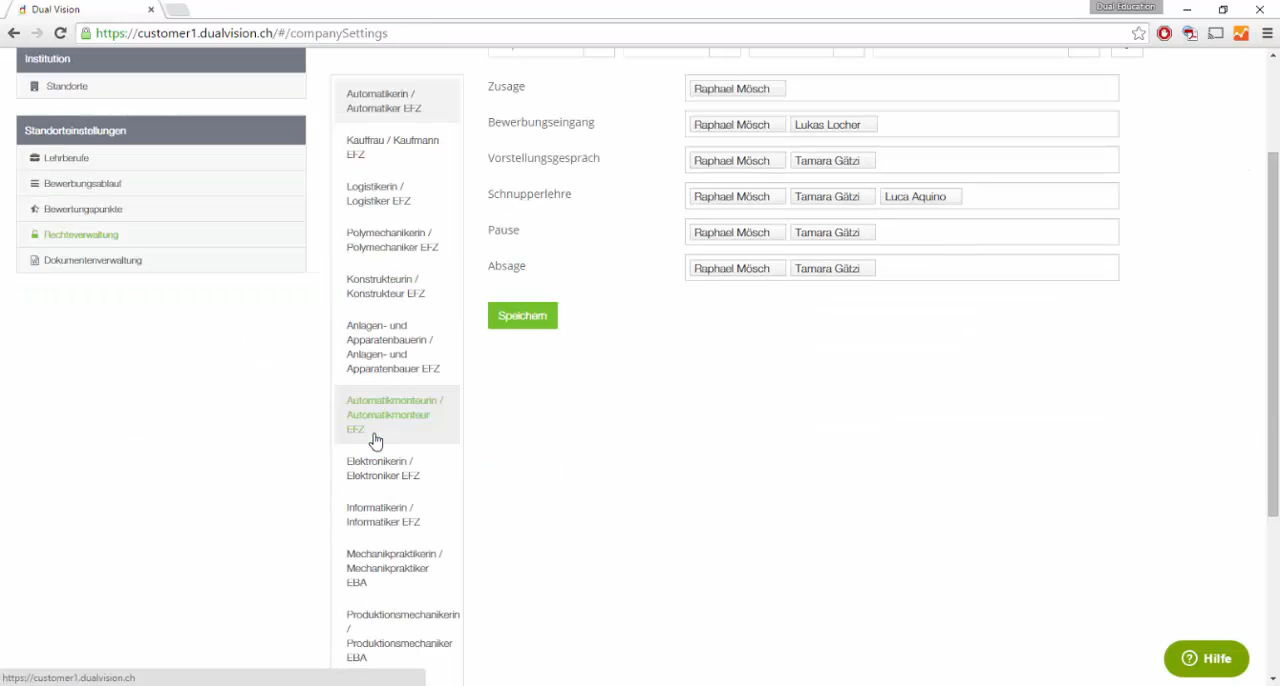 Dual Vision
Dual Education
https://customer1.dualvision.ch/#/companySettings
Institution
Standorte
Standorteinstellungen
Lehrberufe
Bewerbungsablauf
Bewertungspunkte
Rechteverwaltung
Dokumentenverwaltung
Automatikerin /
Automatiker EFZ
Kauffrau / Kaufmann
EFZ
Logistikerin /
Logistiker EFZ
Polymechanikerin /
Polymechaniker EFZ
Konstrukteurin /
Konstrukteur EFZ
Anlagen- und
Apparatenbauerin /
Anlagen- und
Apparatenbauer EFZ
Automatikmonteurin /
Automatikmonteur
EFZ
Elektronikerin /
Elektroniker EFZ
Informatikerin /
Informatiker EFZ
Mechanikpraktikerin /
Mechanikpraktiker
EBA
Produktionsmechanikerin
/
Produktionsmechaniker
EBA
Zusage Raphael Mösch
Bewerbungseingang Raphael Mösch Lukas Locher
Vorstellungsgespräch Raphael Mösch Tamara Gätzi
Schnupperlehre Raphael Mösch Tamara Gätzi Luca Aquino
Pause Raphael Mösch Tamara Gätzi
Absage Raphael Mösch Tamara Gätzi
Speichern
Hilfe
https://customer1.dualvision.ch